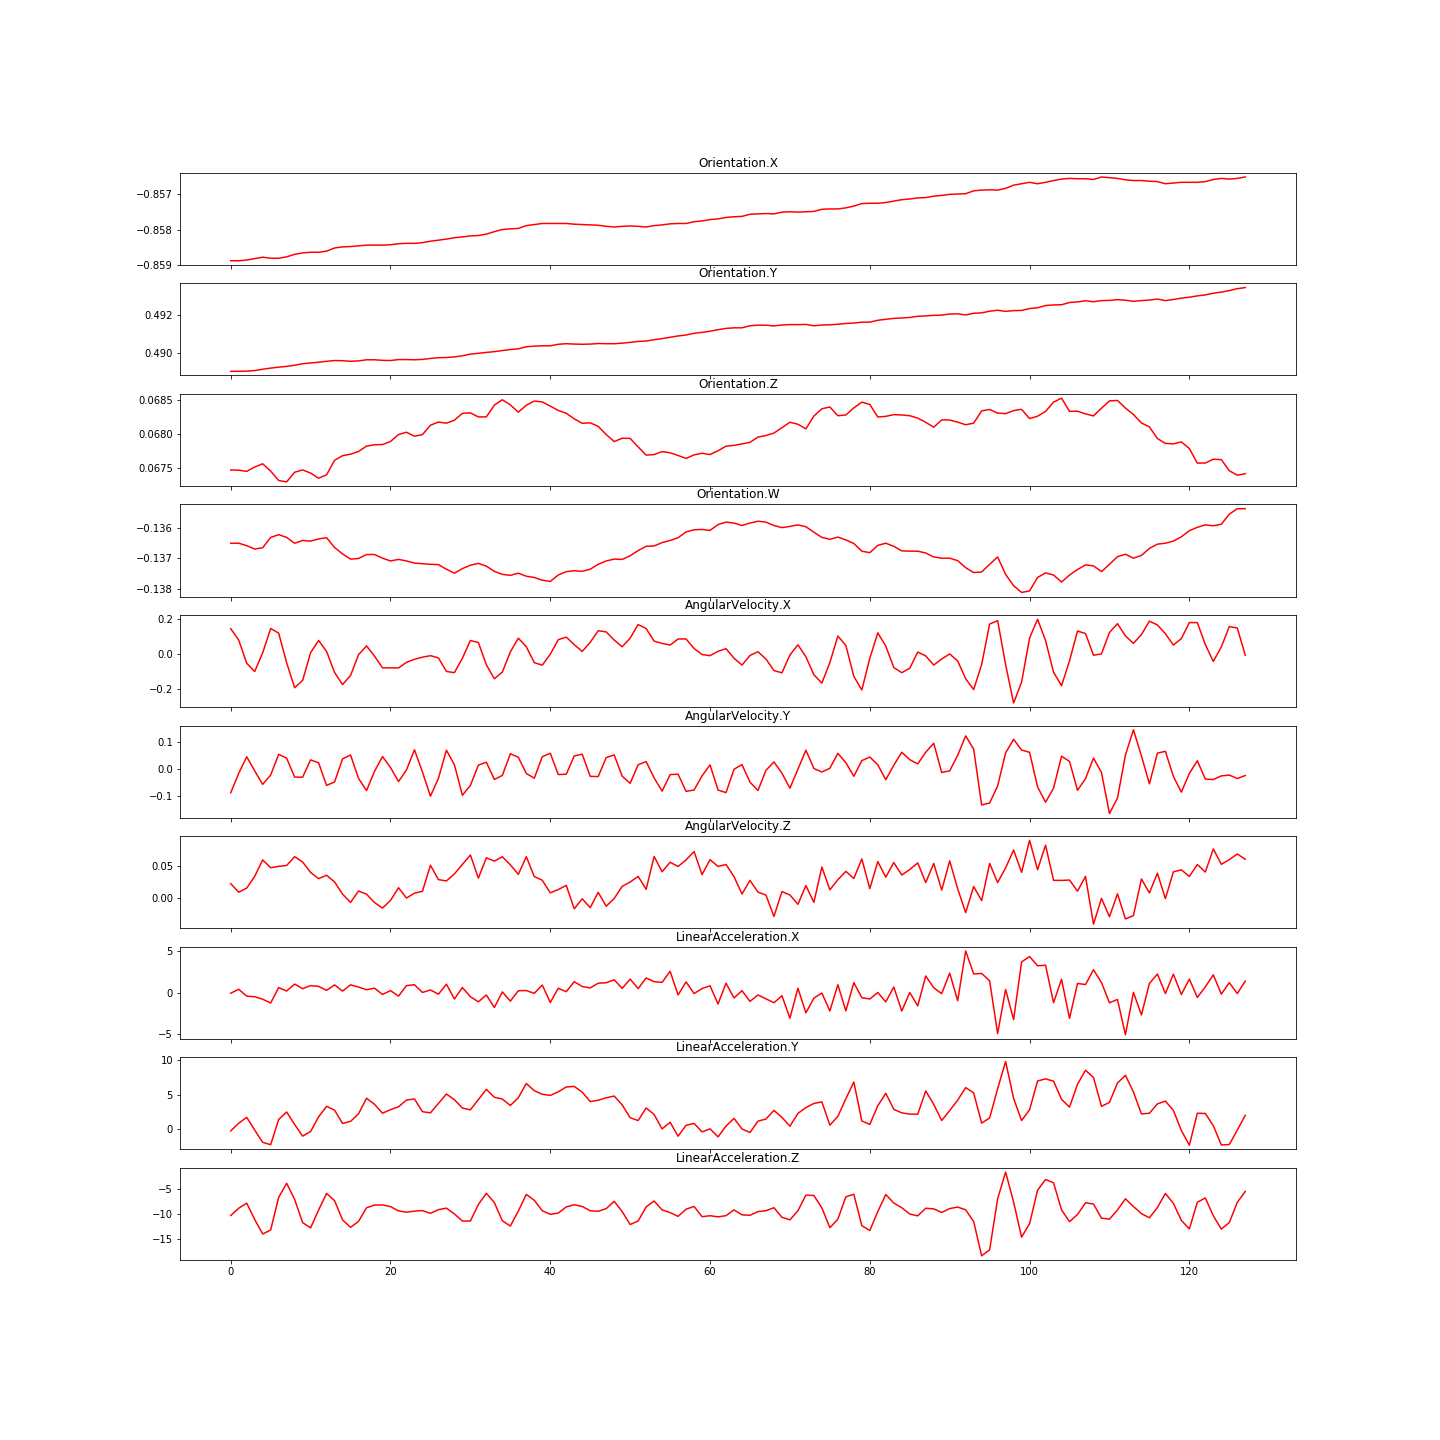 Orientation.X
−0.857
−0.858
−0.859
Orientation.Y
0.492
0.490
Orientation.Z
0.0685
0.0680
0.0675
Orientation.W
−0.136
−0.137
−0.138
AngularVelocity.X
0.2
0.0
−0.2
AngularVelocity.Y
0.1
0.0
−0.1
AngularVelocity.Z
0.05
0.00
LinearAcceleration.X
5
0
−5
LinearAcceleration.Y
10
5
0
LinearAcceleration.Z
−5
−10
−15
0 20 40 60 80 100 120